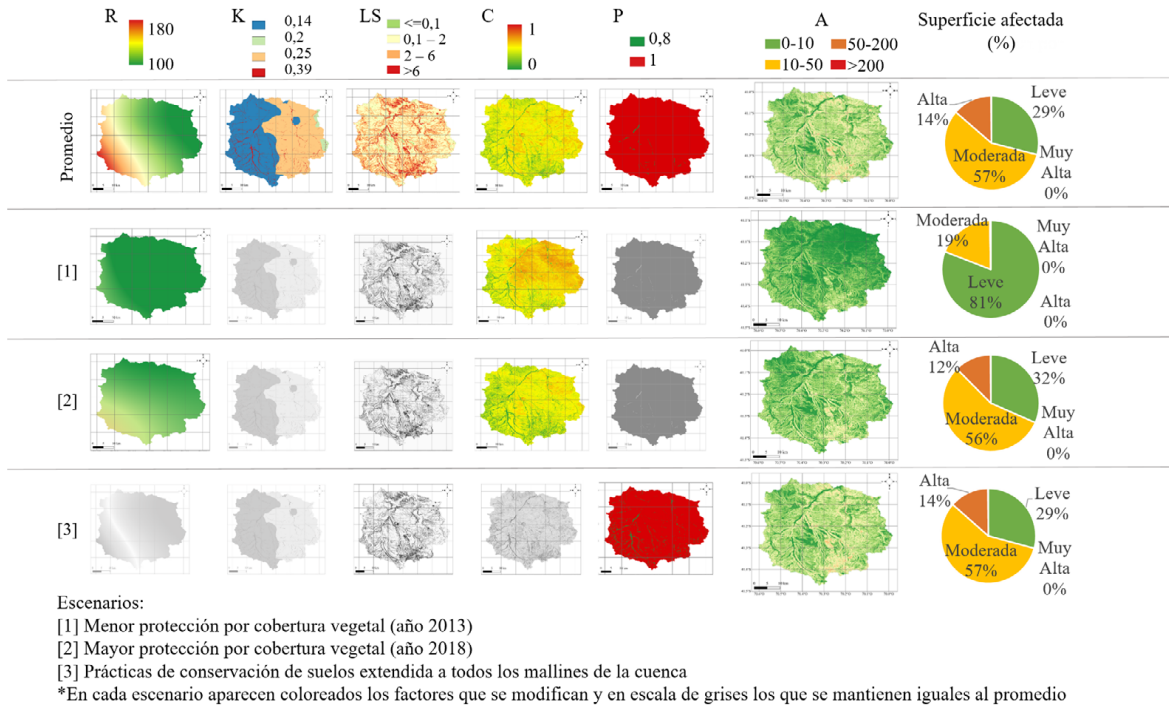 R K LS C P A Superficie afectada
(%)
180
100
0,14
0,2
0,25
0,39
<=0,1
0,1 – 2
2 – 6
>6
1
0
0,8
1
0-10 50-200
10-50 >200
Promedio
Alta
14%
Leve
29%
Moderada
57%
Muy
Alta
0%
[1]
Moderada
19%
Muy
Alta
0%
Leve
81%
Alta
0%
[2]
Alta
12%
Leve
32%
Moderada
56%
Muy
Alta
0%
[3]
Alta
14%
Leve
29%
Moderada
57%
Muy
Alta
0%
Escenarios:
[1] Menor protección por cobertura vegetal (año 2013)
[2] Mayor protección por cobertura vegetal (año 2018)
[3] Prácticas de conservación de suelos extendida a todos los mallines de la cuenca
*En cada escenario aparecen coloreados los factores que se modifican y en escala de grises los que se mantienen iguales al promedio